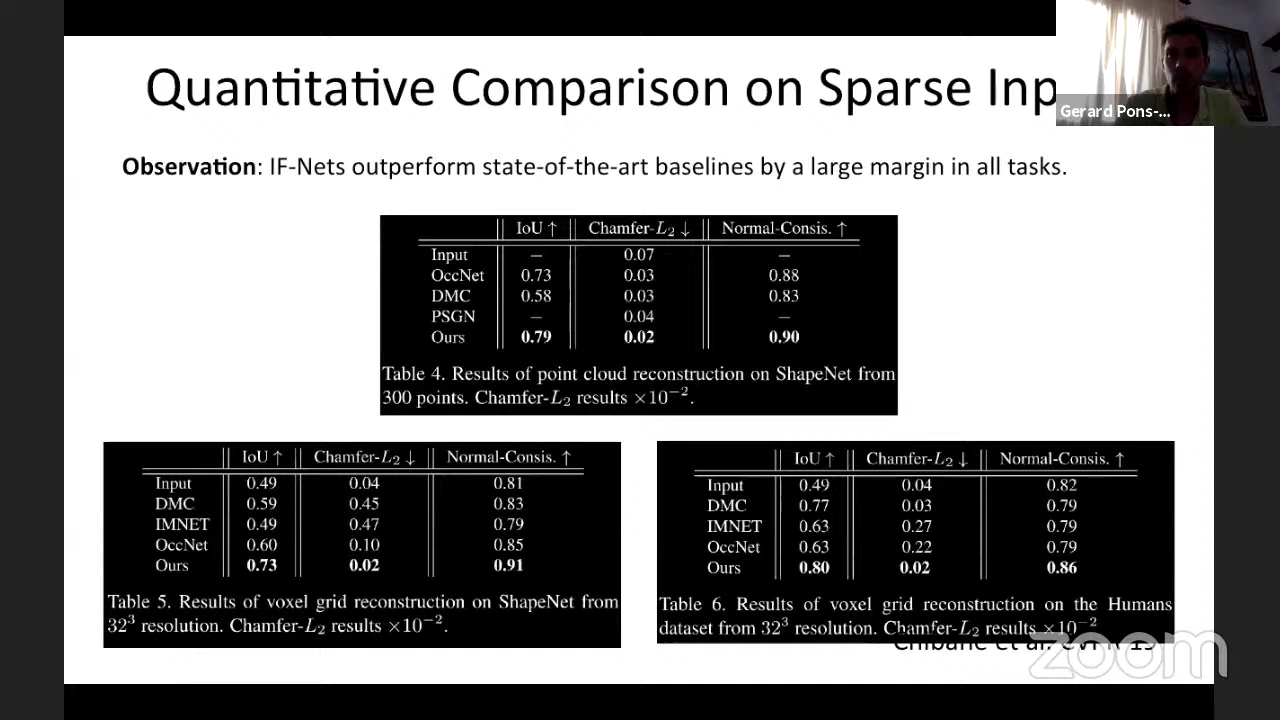 Quantitative Comparison on Sparse Inp
Gerard Pons-...
Observation: IF-Nets outperform state-of-the-art baselines by a large margin in all tasks.
IoU ↑ Chamfer-L₂ ↓ Normal-Consis. ↑
Input – 0.07 –
OccNet 0.73 0.03 0.88
DMC 0.58 0.03 0.83
PSGN – 0.04 –
Ours 0.79 0.02 0.90
Table 4. Results of point cloud reconstruction on ShapeNet from
300 points. Chamfer-L₂ results ×10⁻².
IoU ↑ Chamfer-L₂ ↓ Normal-Consis. ↑
Input 0.49 0.04 0.81
DMC 0.59 0.45 0.83
IMNET 0.49 0.47 0.79
OccNet 0.60 0.10 0.85
Ours 0.73 0.02 0.91
Table 5. Results of voxel grid reconstruction on ShapeNet from
32³ resolution. Chamfer-L₂ results ×10⁻².
IoU ↑ Chamfer-L₂ ↓ Normal-Consis. ↑
Input 0.49 0.04 0.82
DMC 0.77 0.03 0.79
IMNET 0.63 0.27 0.79
OccNet 0.63 0.22 0.79
Ours 0.80 0.02 0.86
Table 6. Results of voxel grid reconstruction on the Humans
dataset from 32³ resolution. Chamfer-L₂ results ×10⁻²
Chibane et al.
zoom